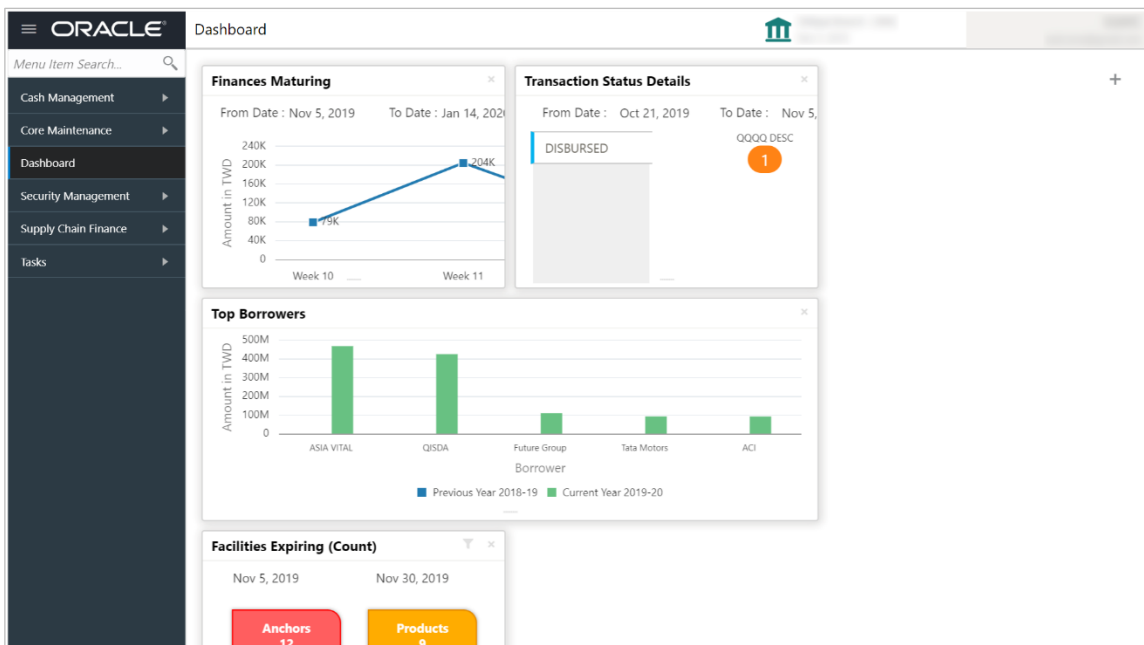 ORACLE
Dashboard
Menu Item Search...
Cash Management
Core Maintenance
Dashboard
Security Management
Supply Chain Finance
Tasks
Finances Maturing
From Date : Nov 5, 2019 To Date : Jan 14, 202
Amount in TWD
240K
200K
160K
120K
80K
40K
0
204K
79K
Week 10 Week 11
Transaction Status Details
From Date : Oct 21, 2019 To Date : Nov 5,
DISBURSED
QQQQ DESC
1
Top Borrowers
Amount in TWD
500M
400M
300M
200M
100M
0
ASIA VITAL QISDA Future Group Tata Motors ACI
Borrower
Previous Year 2018-19 Current Year 2019-20
Facilities Expiring (Count)
Nov 5, 2019 Nov 30, 2019
Anchors
12
Products
9